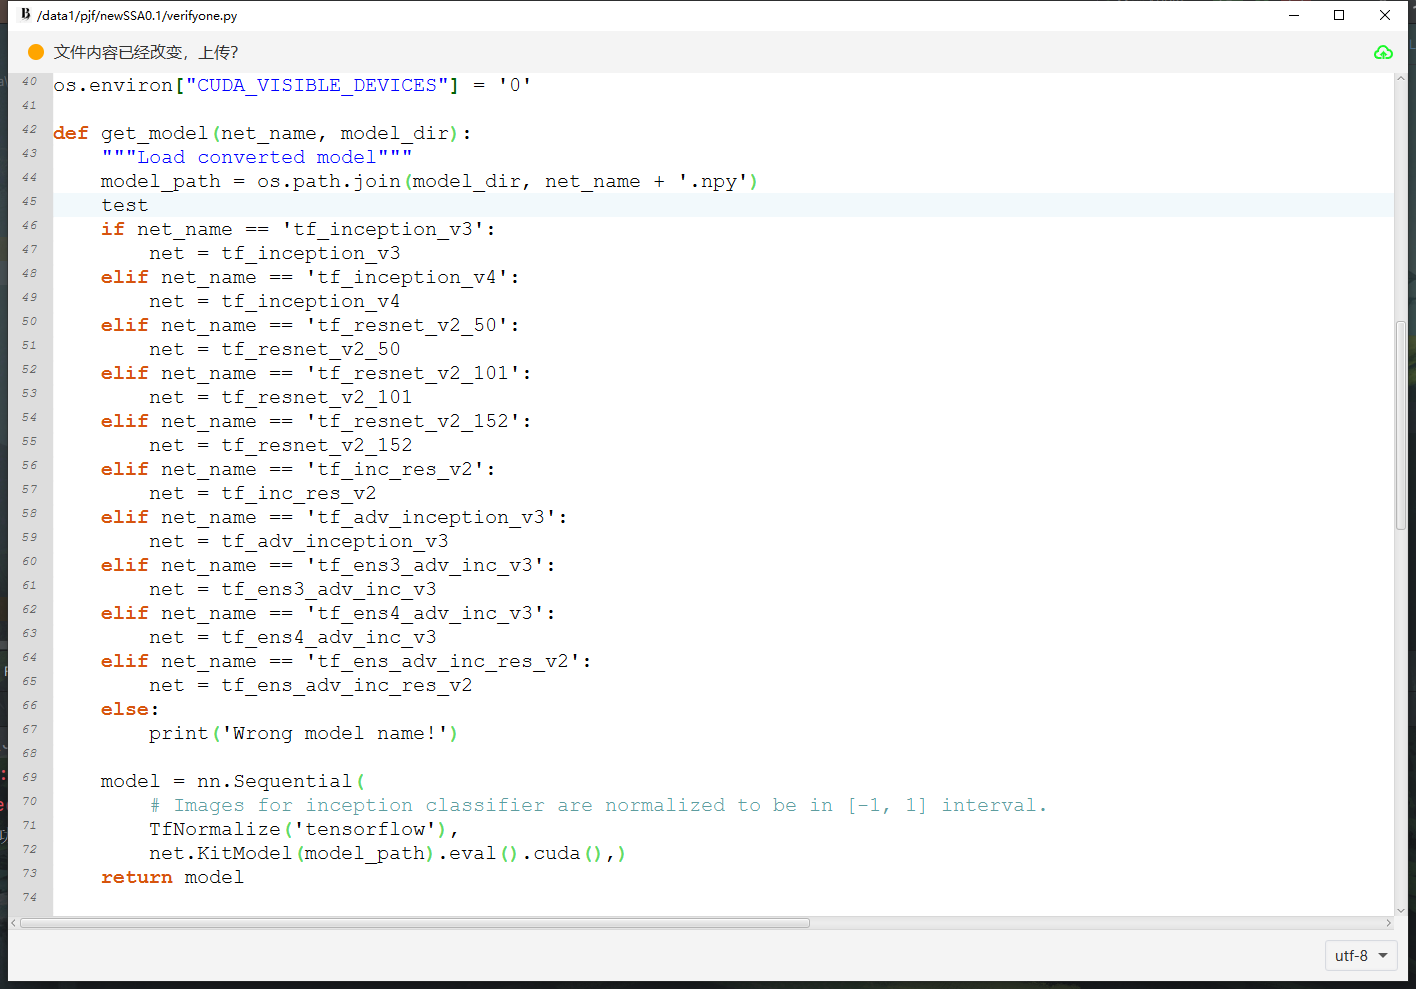 B /data1/pjf/newSSA0.1/verifyone.py
文件内容已经改变，上传?
40 os.environ["CUDA_VISIBLE_DEVICES"] = '0'
41
42 def get_model(net_name, model_dir):
43     """Load converted model"""
44     model_path = os.path.join(model_dir, net_name + '.npy')
45     test
46     if net_name == 'tf_inception_v3':
47         net = tf_inception_v3
48     elif net_name == 'tf_inception_v4':
49         net = tf_inception_v4
50     elif net_name == 'tf_resnet_v2_50':
51         net = tf_resnet_v2_50
52     elif net_name == 'tf_resnet_v2_101':
53         net = tf_resnet_v2_101
54     elif net_name == 'tf_resnet_v2_152':
55         net = tf_resnet_v2_152
56     elif net_name == 'tf_inc_res_v2':
57         net = tf_inc_res_v2
58     elif net_name == 'tf_adv_inception_v3':
59         net = tf_adv_inception_v3
60     elif net_name == 'tf_ens3_adv_inc_v3':
61         net = tf_ens3_adv_inc_v3
62     elif net_name == 'tf_ens4_adv_inc_v3':
63         net = tf_ens4_adv_inc_v3
64     elif net_name == 'tf_ens_adv_inc_res_v2':
65         net = tf_ens_adv_inc_res_v2
66     else:
67         print('Wrong model name!')
68
69     model = nn.Sequential(
70         # Images for inception classifier are normalized to be in [-1, 1] interval.
71         TfNormalize('tensorflow'),
72         net.KitModel(model_path).eval().cuda(),)
73     return model
74
utf-8